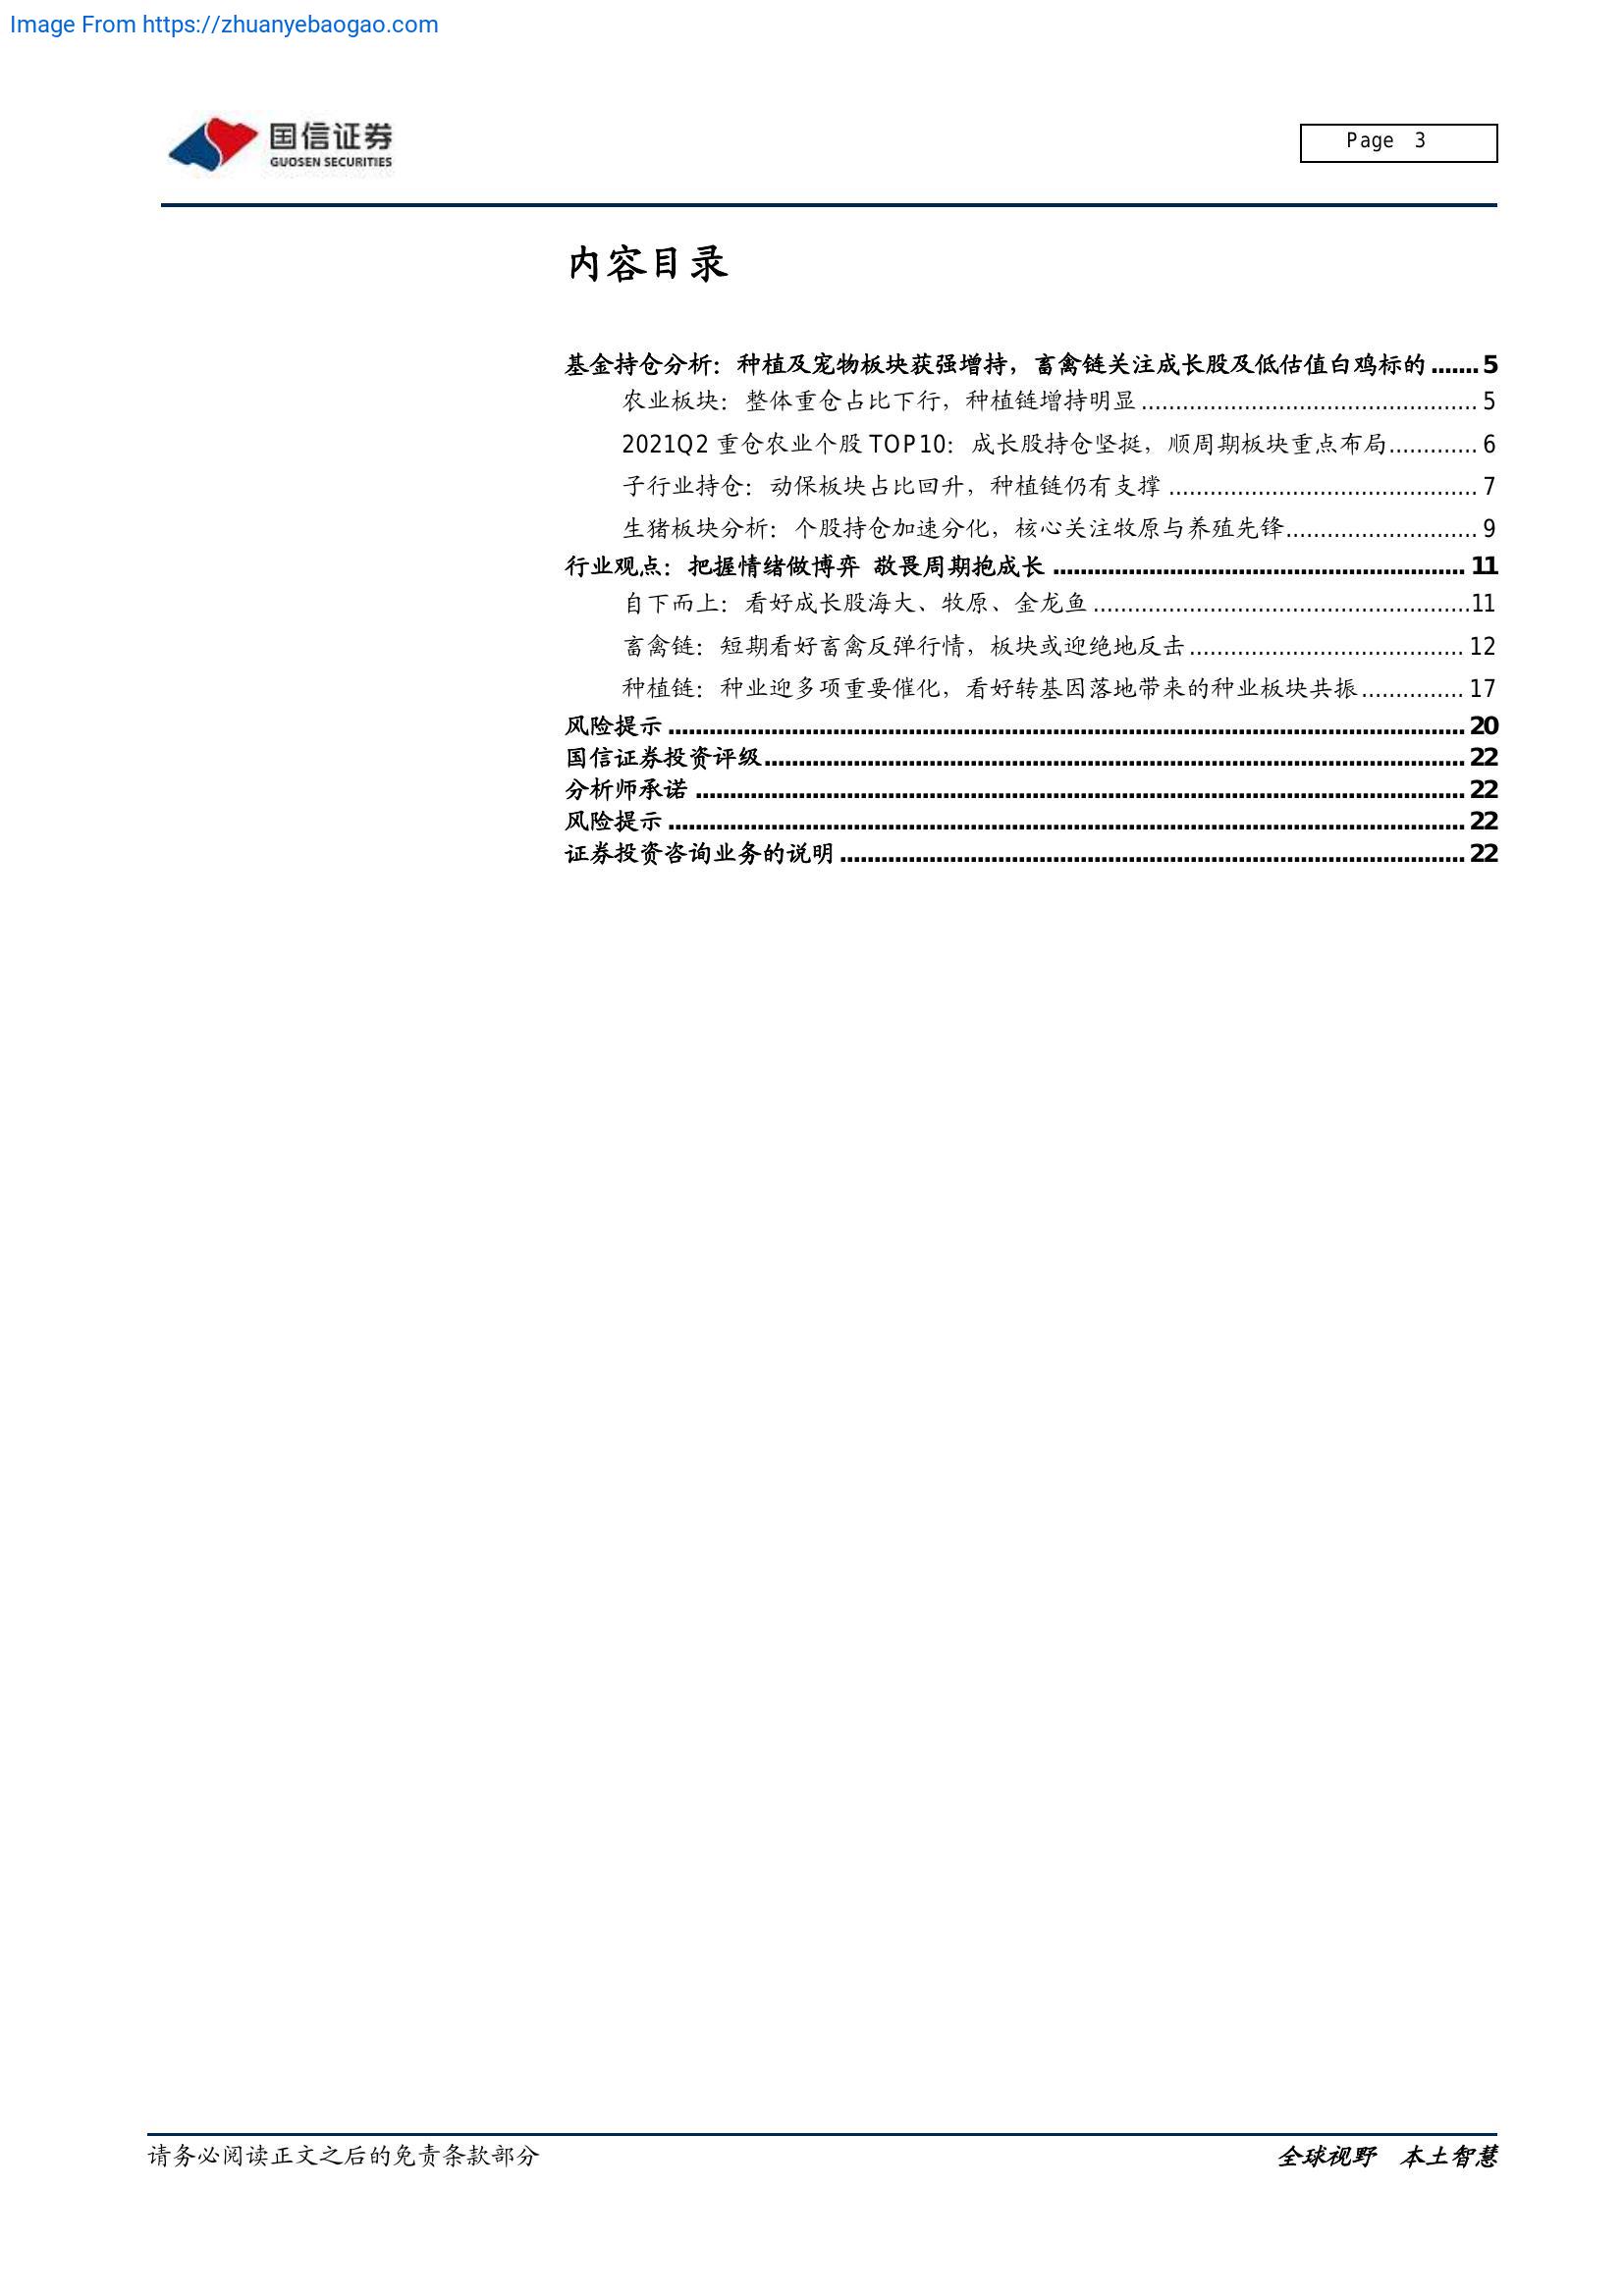 Image From https://zhuanyebaogao.com
国信证券
GUOSEN SECURITIES
Page 3
内容目录
基金持仓分析：种植及宠物板块获强增持，畜禽链关注成长股及低估值白鸡标的 ....... 5
农业板块：整体重仓占比下行，种植链增持明显 ................................................. 5
2021Q2 重仓农业个股 TOP10：成长股持仓坚挺，顺周期板块重点布局............. 6
子行业持仓：动保板块占比回升，种植链仍有支撑 ............................................. 7
生猪板块分析：个股持仓加速分化，核心关注牧原与养殖先锋............................ 9
行业观点：把握情绪做博弈 敬畏周期抱成长 ............................................................ 11
自下而上：看好成长股海大、牧原、金龙鱼 .......................................................11
畜禽链：短期看好畜禽反弹行情，板块或迎绝地反击........................................ 12
种植链：种业迎多项重要催化，看好转基因落地带来的种业板块共振............... 17
风险提示 .................................................................................................................... 20
国信证券投资评级...................................................................................................... 22
分析师承诺 ................................................................................................................ 22
风险提示 .................................................................................................................... 22
证券投资咨询业务的说明 ........................................................................................... 22
请务必阅读正文之后的免责条款部分
全球视野 本土智慧